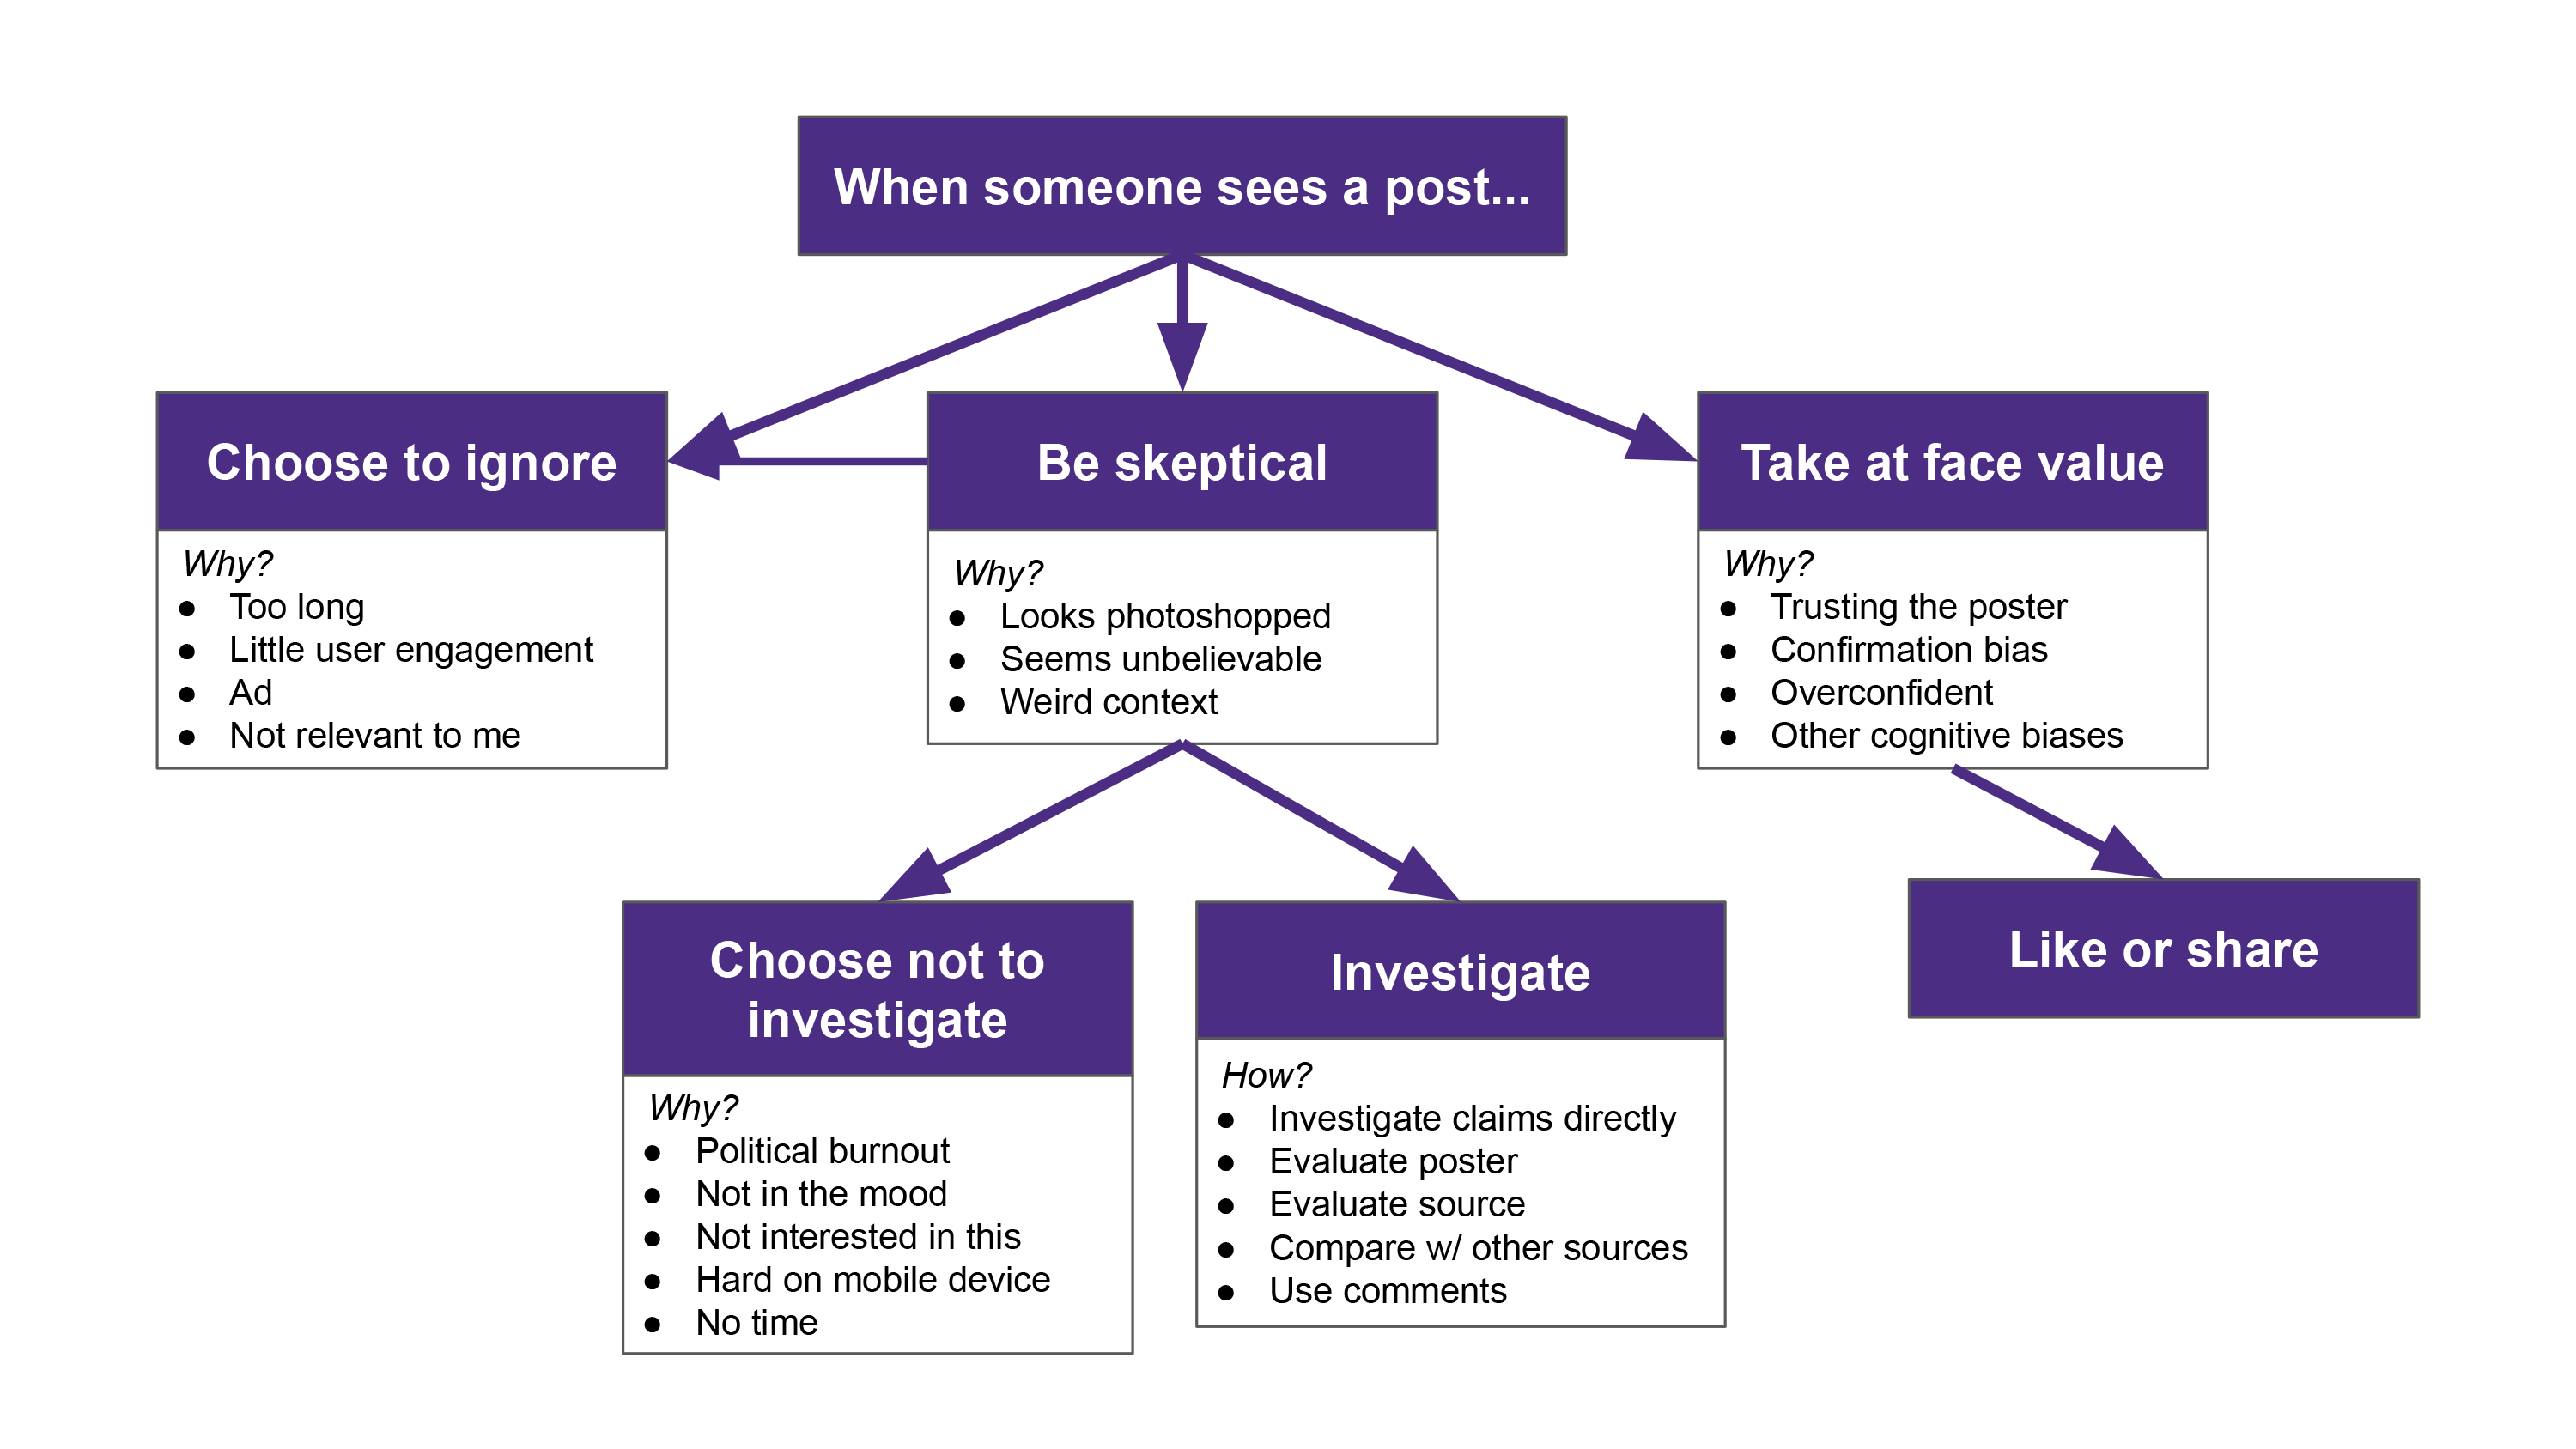 When someone sees a post...
Choose to ignore
Why?
● Too long
● Little user engagement
● Ad
● Not relevant to me
Be skeptical
Why?
● Looks photoshopped
● Seems unbelievable
● Weird context
Take at face value
Why?
● Trusting the poster
● Confirmation bias
● Overconfident
● Other cognitive biases
Choose not to
investigate
Why?
● Political burnout
● Not in the mood
● Not interested in this
● Hard on mobile device
● No time
Investigate
How?
● Investigate claims directly
● Evaluate poster
● Evaluate source
● Compare w/ other sources
● Use comments
Like or share